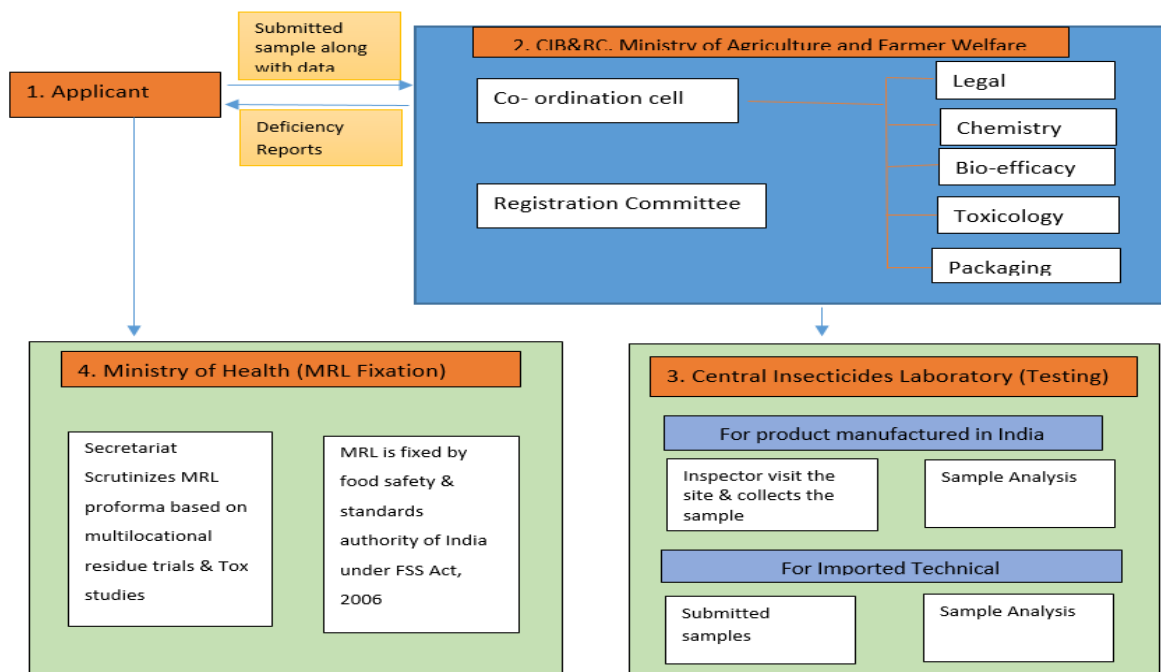 Submitted
sample along
with data
1. Applicant
Deficiency
Reports
2. CIB&RC, Ministry of Agriculture and Farmer Welfare
Co- ordination cell
Registration Committee
Legal
Chemistry
Bio-efficacy
Toxicology
Packaging
4. Ministry of Health (MRL Fixation)
Secretariat
Scrutinizes MRL
proforma based on
multilocational
residue trials & Tox
studies
MRL is fixed by
food safety &
standards
authority of India
under FSS Act,
2006
3. Central Insecticides Laboratory (Testing)
For product manufactured in India
Inspector visit the
site & collects the
sample
Sample Analysis
For Imported Technical
Submitted
samples
Sample Analysis